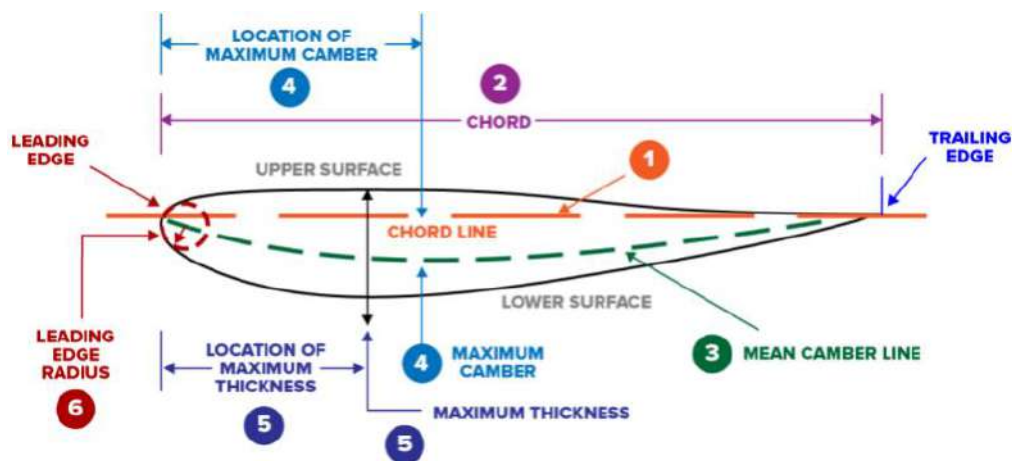 LOCATION OF
MAXIMUM CAMBER
4
2
CHORD
LEADING
EDGE
TRAILING
EDGE
1
UPPER SURFACE
CHORD LINE
LOWER SURFACE
LEADING
EDGE
RADIUS
6
LOCATION OF
MAXIMUM
THICKNESS
5
4
MAXIMUM
CAMBER
3 MEAN CAMBER LINE
MAXIMUM THICKNESS
5